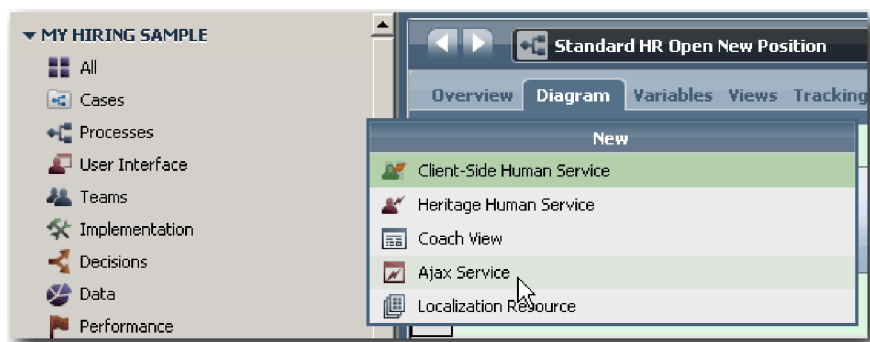 MY HIRING SAMPLE
All
Cases
Processes
User Interface
Teams
Implementation
Decisions
Data
Performance
Standard HR Open New Position
Overview Diagram Variables Views Tracking
New
Client-Side Human Service
Heritage Human Service
Coach View
Ajax Service
Localization Resource